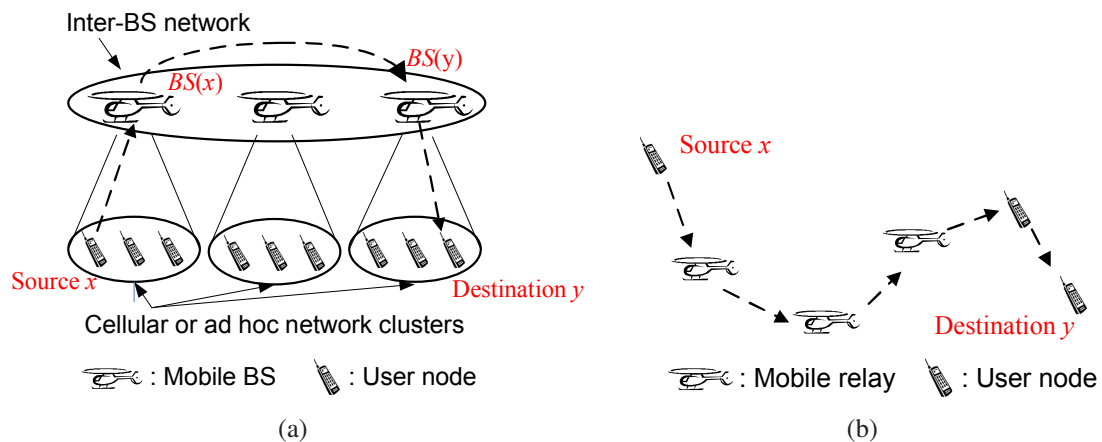 Inter-BS network
BS(x)
BS(y)
Source x
Destination y
Cellular or ad hoc network clusters
: Mobile BS
: User node
(a)
Source x
Destination y
: Mobile relay
: User node
(b)